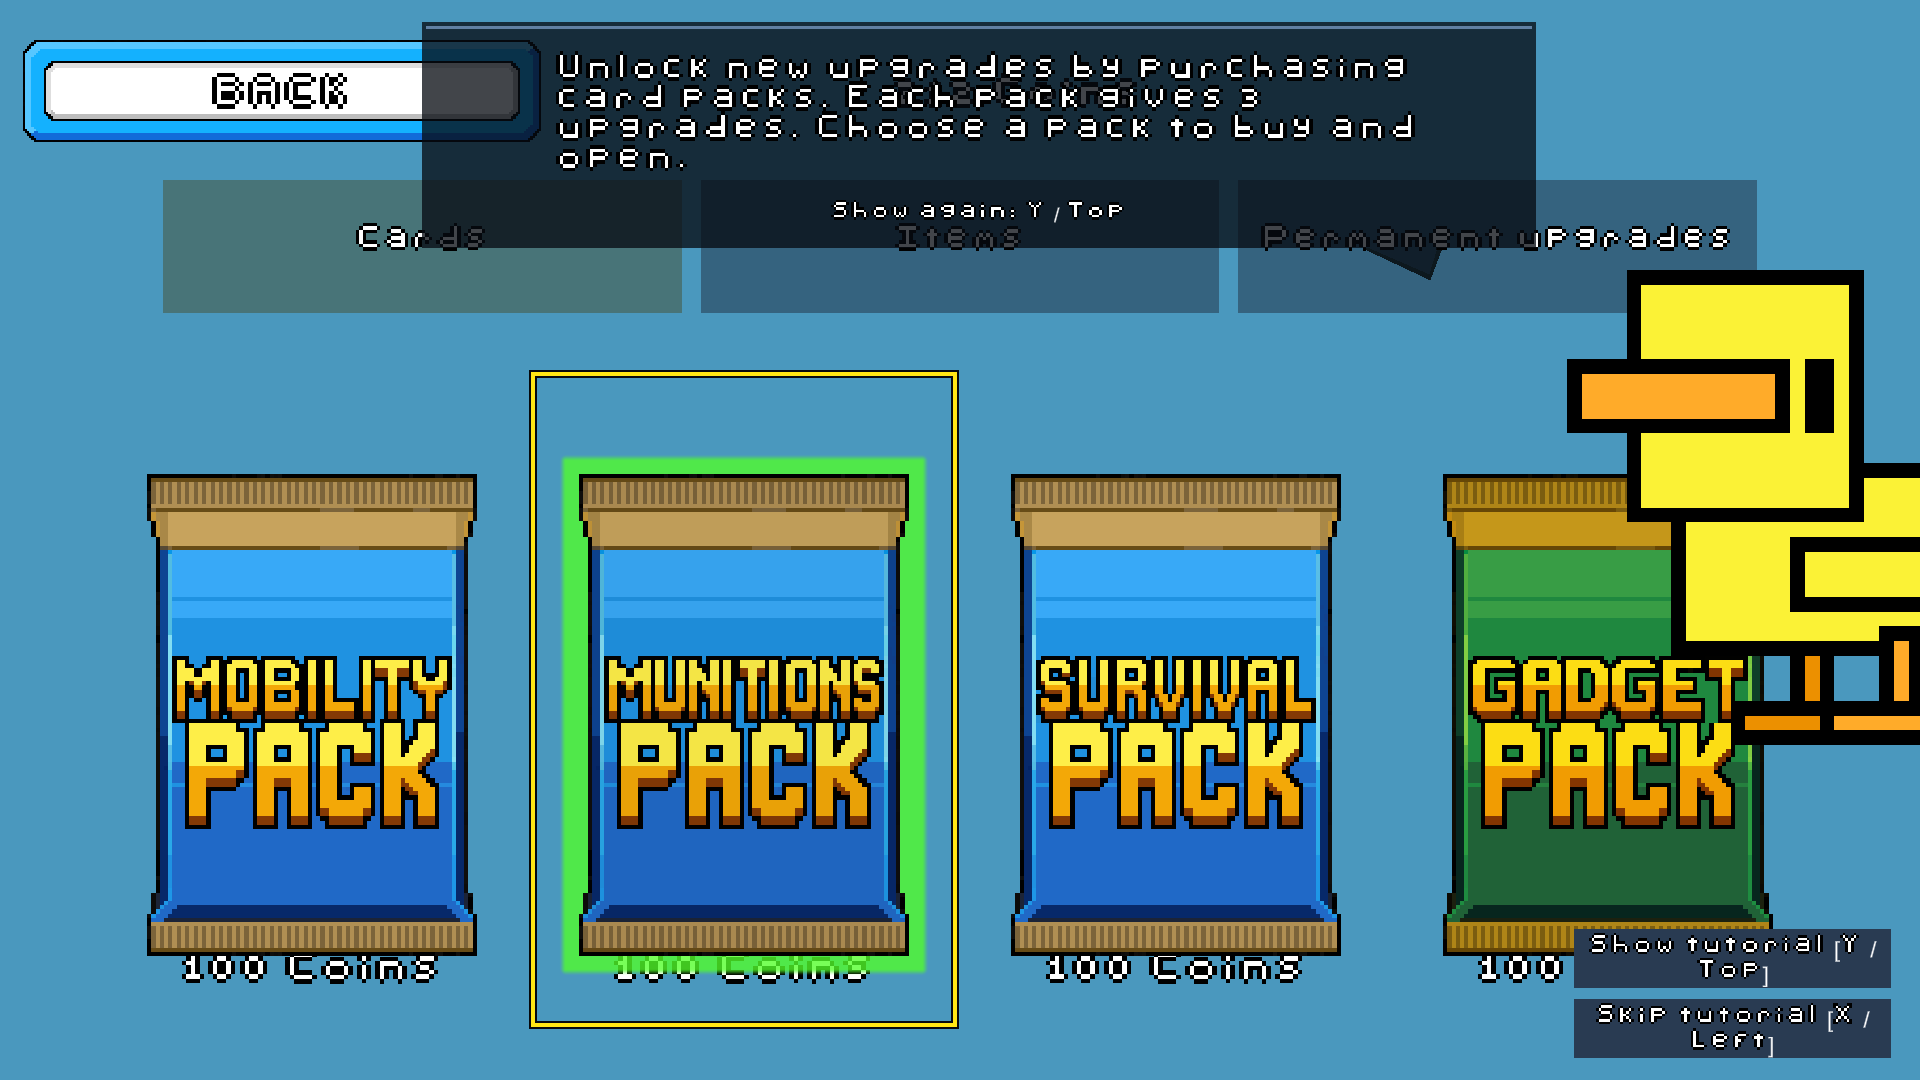 BACK
Unlock new upgrades by purchasing
card packs. Each pack gives 3
upgrades. Choose a pack to buy and
open.
Show again: Y / Top
Cards
Items
Permanent upgrades
MOBILITY
PACK
MUNITIONS
PACK
SURVIVAL
PACK
GADGET
PACK
100 Coins
100 Coins
100 Coins
100
Show tutorial [Y /
Top]
Skip tutorial [X /
Left]